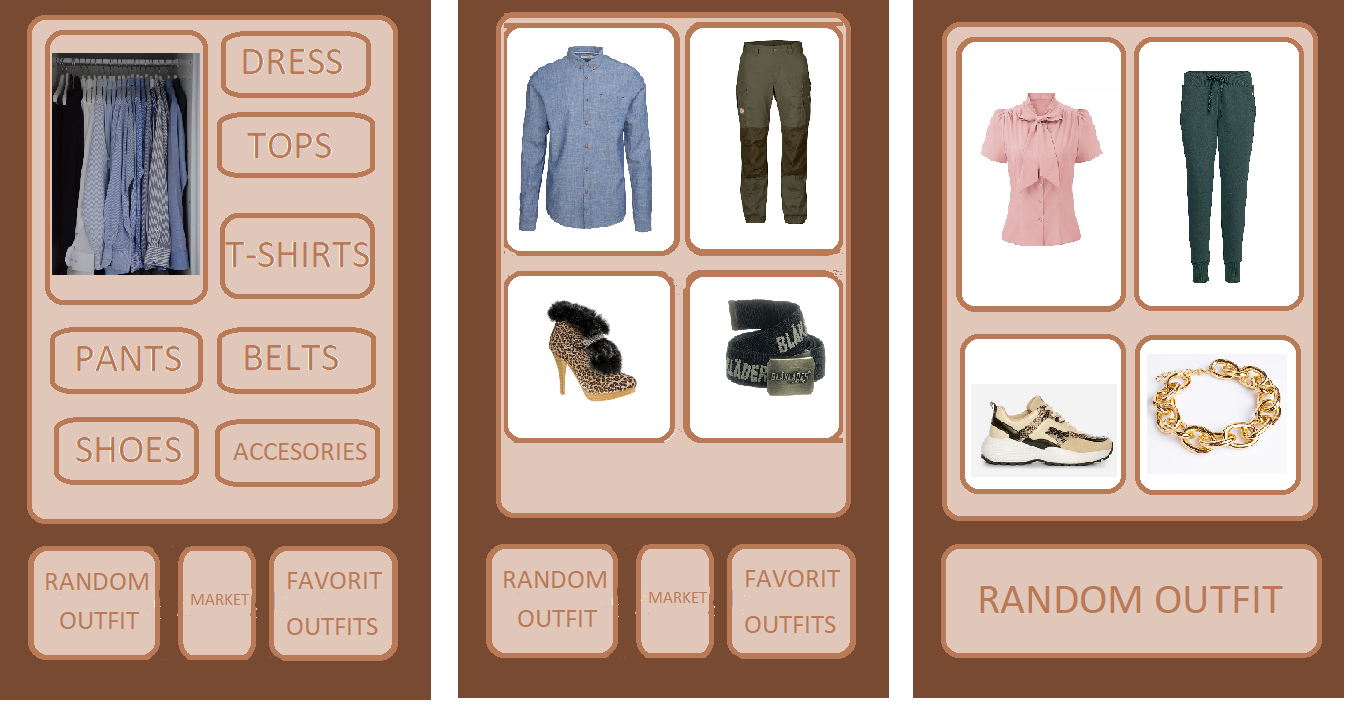 DRESS
TOPS
T-SHIRTS
PANTS
BELTS
SHOES
ACCESORIES
RANDOM
OUTFIT
MARKET
FAVORIT
OUTFITS
BLÅKLÄDER
RANDOM
OUTFIT
MARKET
FAVORIT
OUTFITS
RANDOM OUTFIT